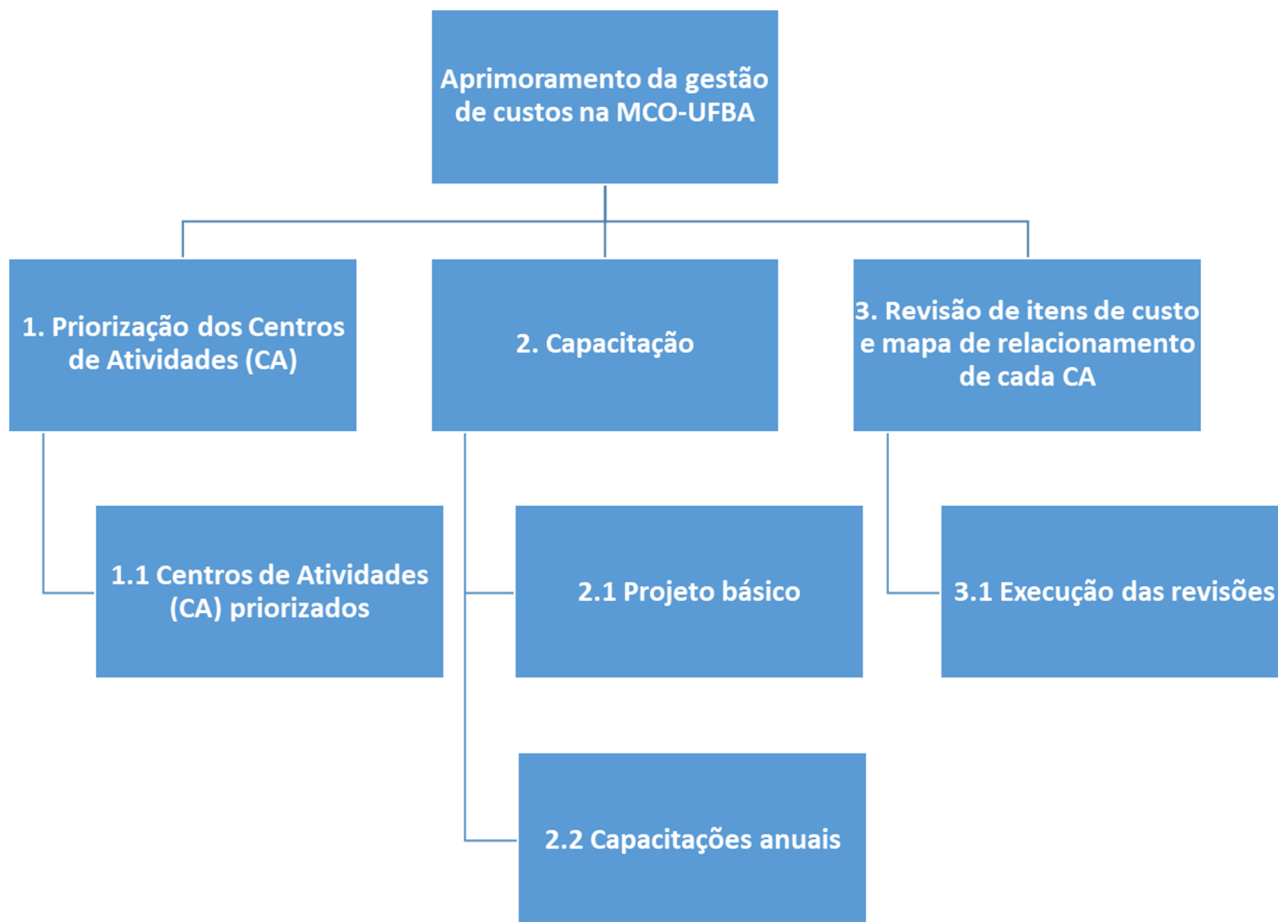 Aprimoramento da gestão
de custos na MCO-UFBA
1. Priorização dos Centros
de Atividades (CA)
2. Capacitação
3. Revisão de itens de custo
e mapa de relacionamento
de cada CA
1.1 Centros de Atividades
(CA) priorizados
2.1 Projeto básico
3.1 Execução das revisões
2.2 Capacitações anuais